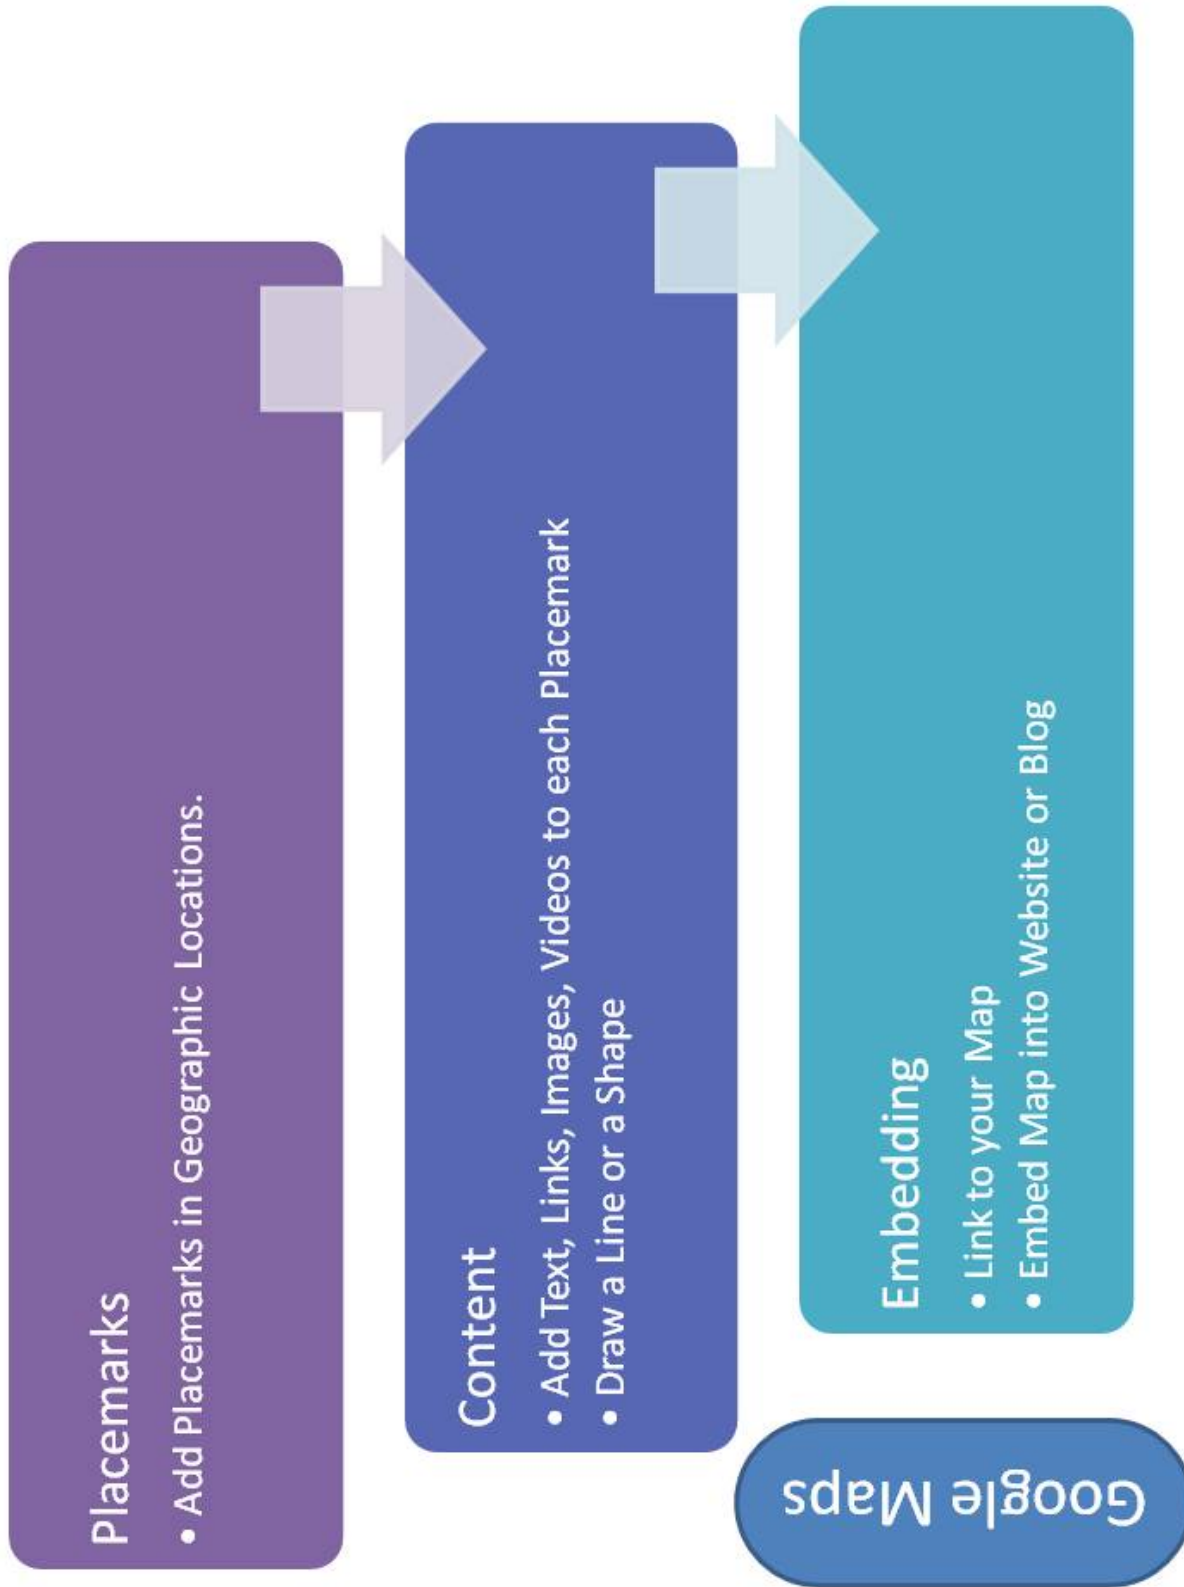 Placemarks
• Add Placemarks in Geographic Locations.
Content
• Add Text, Links, Images, Videos to each Placemark
• Draw a Line or a Shape
Embedding
• Link to your Map
• Embed Map into Website or Blog
Google Maps